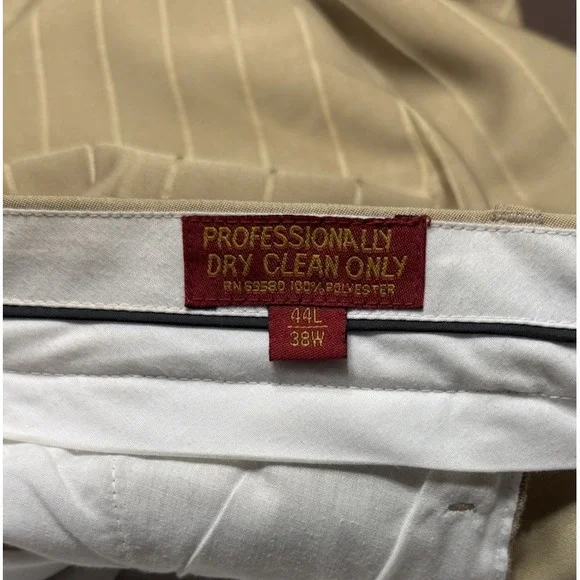 PROFESSIONALLY
DRY CLEAN ONLY
RN 69580 100% POLYESTER
44L
38W